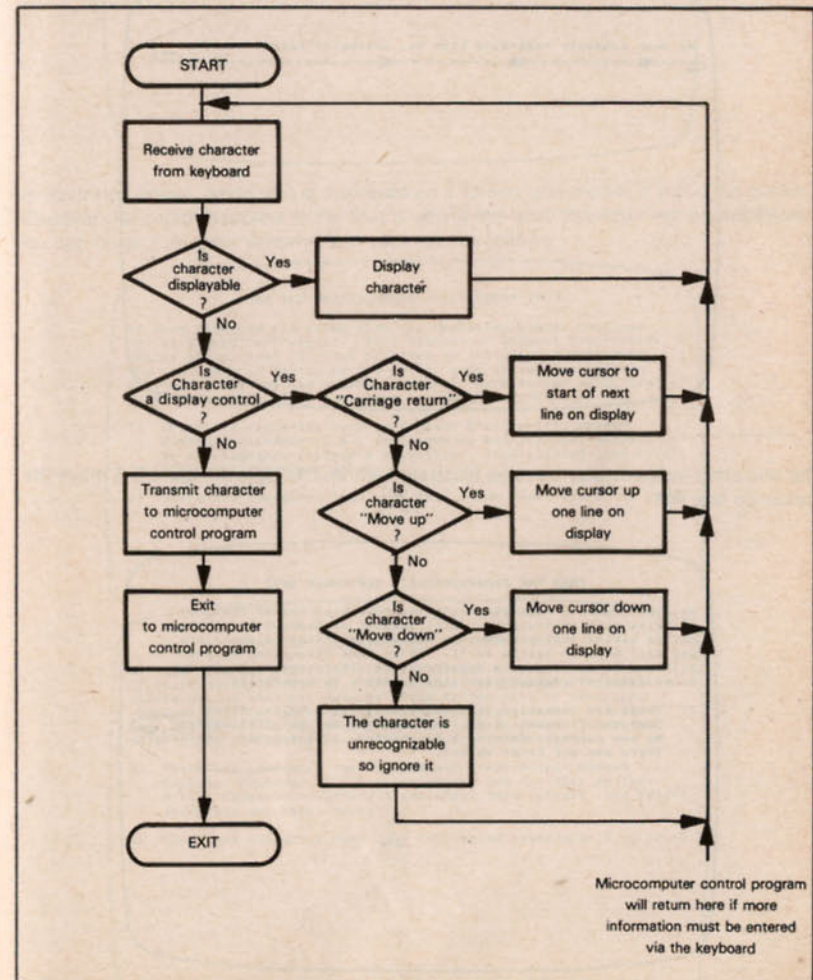 START
Receive character
from keyboard
Is
character
displayable
?
Yes
No
Display
character
Is
Character
a display control
?
Yes
No
Is
Character
"Carriage return"
?
Yes
No
Move cursor to
start of next
line on display
Transmit character
to microcomputer
control program
Is
character
"Move up"
?
Yes
No
Move cursor up
one line on
display
Exit
to microcomputer
control program
Is
character
"Move down"
?
Yes
No
Move cursor down
one line on
display
The character is
unrecognizable
so ignore it
EXIT
Microcomputer control program
will return here if more
information must be entered
via the keyboard